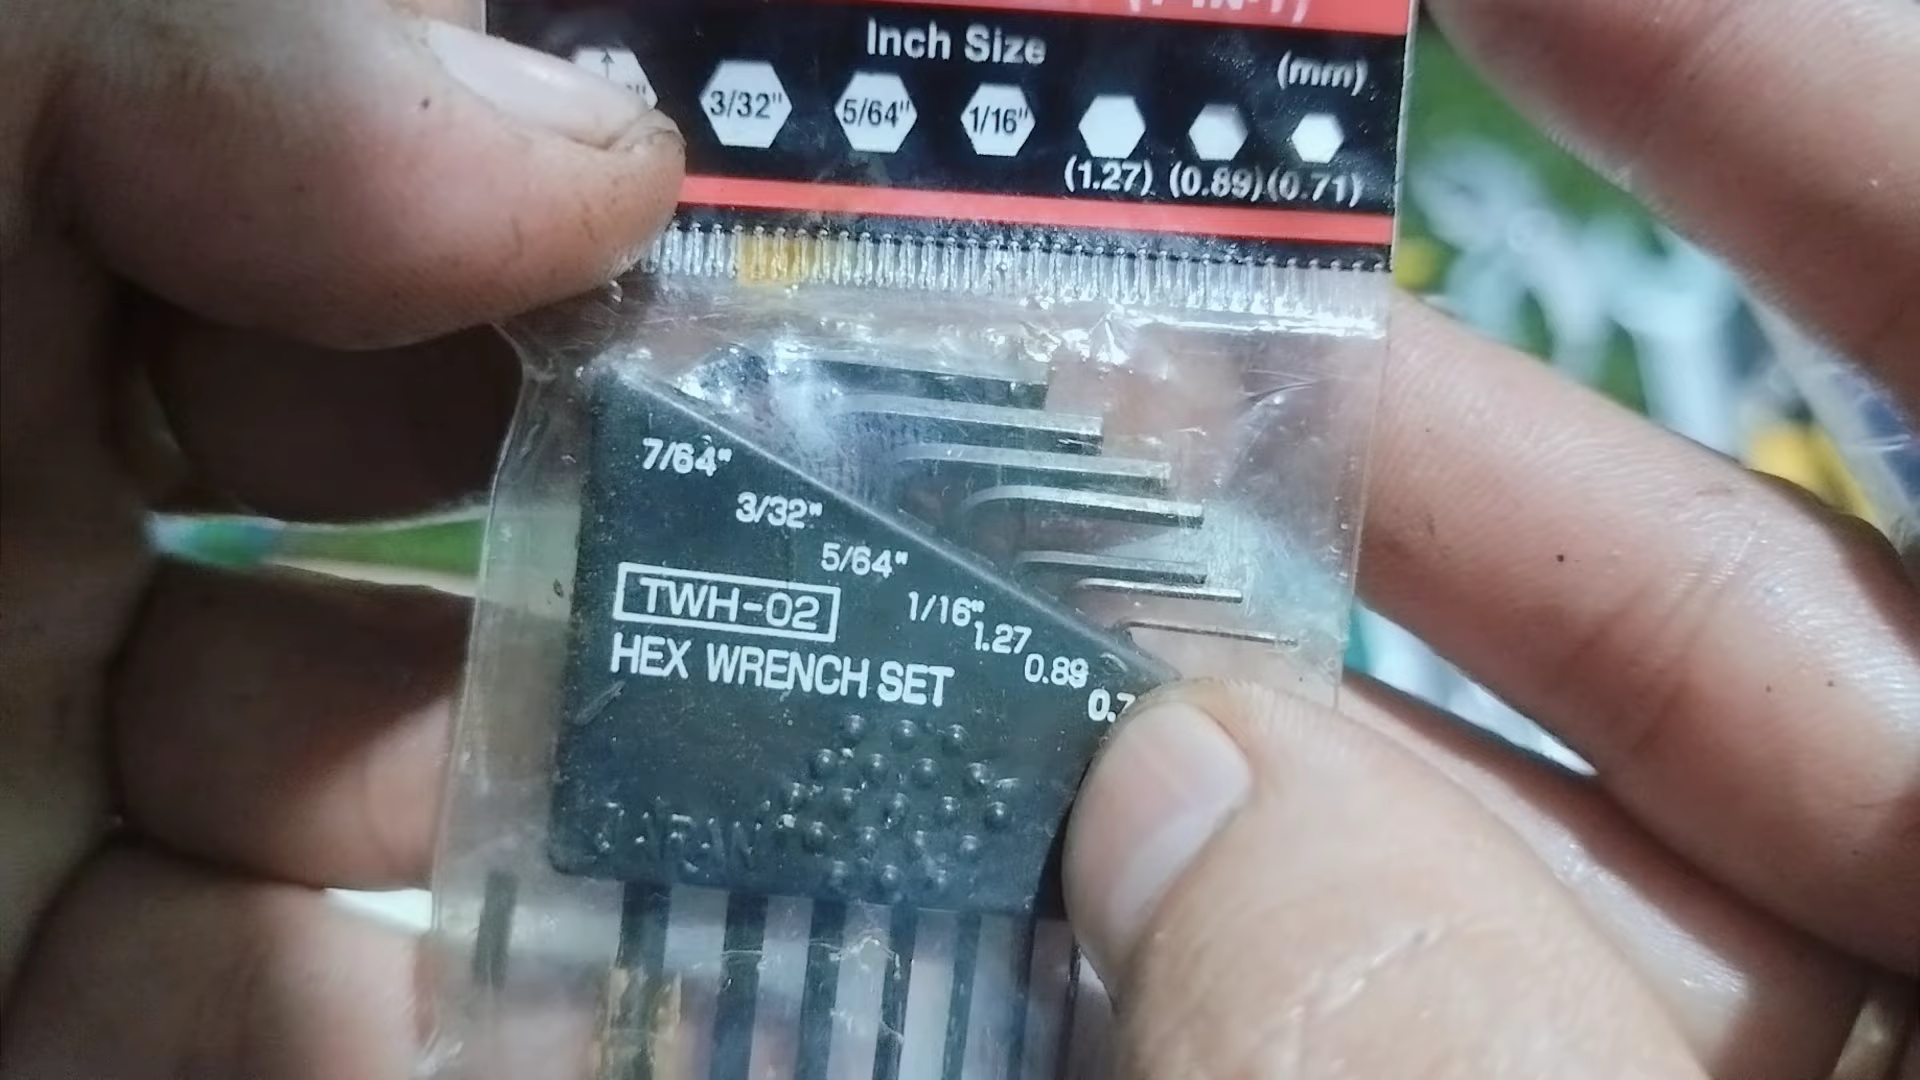 Inch Size
(mm)
3/32" 5/64" 1/16"
(1.27) (0.89) (0.71)
7/64"
3/32"
5/64"
1/16"
1.27
0.89
TWH-02
HEX WRENCH SET
JAPAN